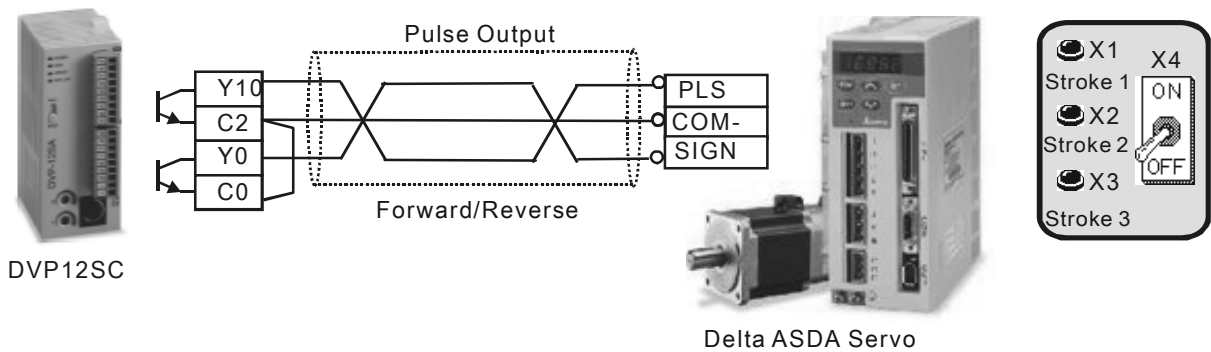 Pulse Output
Y10
C2
Y0
C0
PLS
COM-
SIGN
Forward/Reverse
DVP12SC
Delta ASDA Servo
X1
Stroke 1
X2
Stroke 2
X3
Stroke 3
X4
ON
OFF